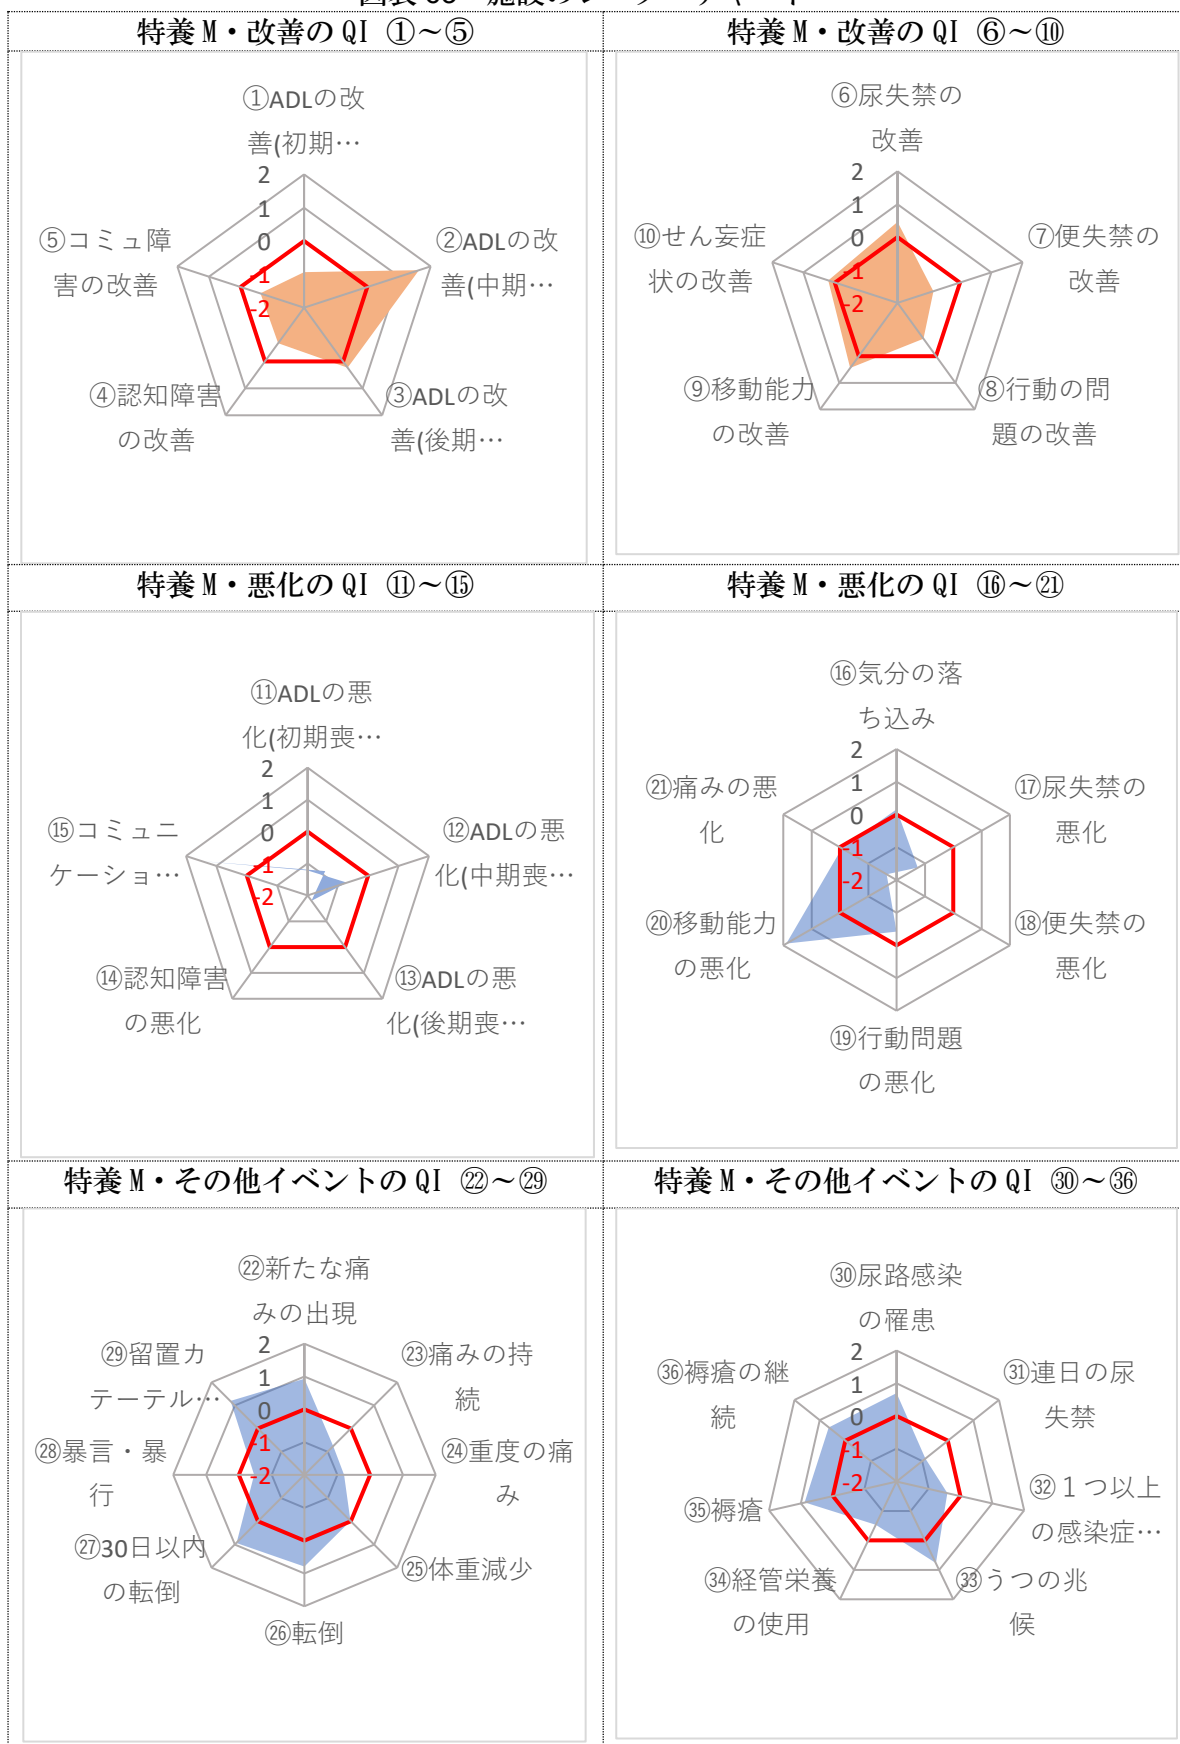 特養 M・改善の QI ①～⑤
特養 M・改善の QI ⑥～⑩
①ADLの改
善(初期…
2
1
0
-1
-2
②ADLの改
善(中期…
③ADLの改
善(後期…
④認知障害
の改善
⑤コミュ障
害の改善
⑥尿失禁の
改善
2
1
0
-1
-2
⑦便失禁の
改善
⑧行動の問
題の改善
⑨移動能力
の改善
⑩せん妄症
状の改善
特養 M・悪化の QI ⑪～⑮
特養 M・悪化の QI ⑯～㉑
⑪ADLの悪
化(初期喪…
2
1
0
-1
-2
⑫ADLの悪
化(中期喪…
⑬ADLの悪
化(後期喪…
⑭認知障害
の悪化
⑮コミュニ
ケーショ…
⑯気分の落
ち込み
2
1
0
-1
-2
⑰尿失禁の
悪化
⑱便失禁の
悪化
⑲行動問題
の悪化
⑳移動能力
の悪化
㉑痛みの悪
化
特養 M・その他イベントの QI ㉒～㉙
特養 M・その他イベントの QI ㉚～㊱
㉒新たな痛
みの出現
2
1
0
-1
-2
㉓痛みの持
続
㉔重度の痛
み
㉕体重減少
㉖転倒
㉗30日以内
の転倒
㉘暴言・暴
行
㉙留置カ
テーテル…
㉚尿路感染
の罹患
2
1
0
-1
-2
㉛連日の尿
失禁
㉜１つ以上
の感染症…
㉝うつの兆
候
㉞経管栄養
の使用
㉟褥瘡
㊱褥瘡の継
続